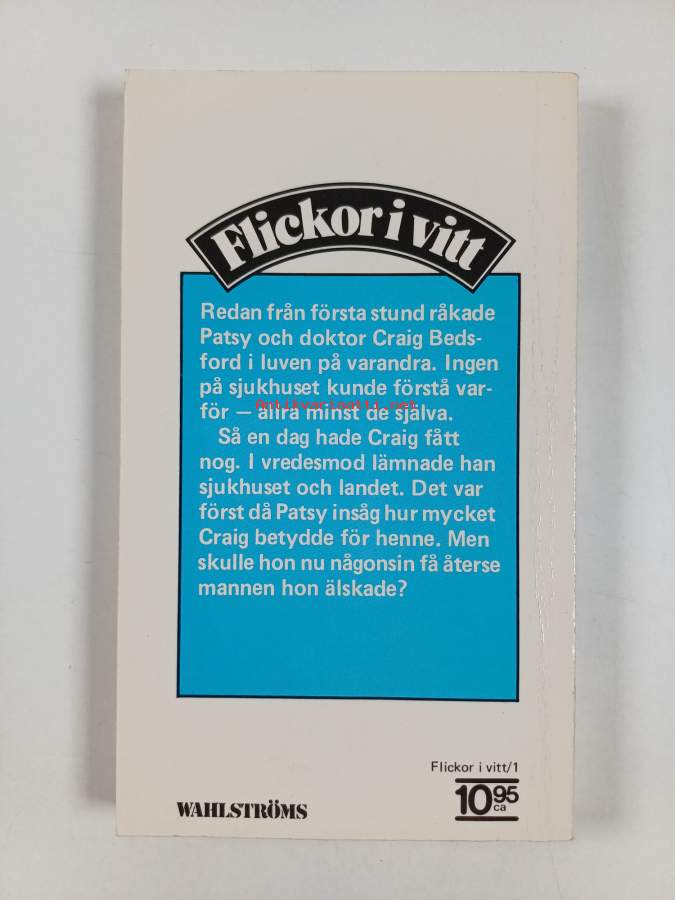 Flickor i vitt
Redan från första stund råkade
Patsy och doktor Craig Beds-
ford i luven på varandra. Ingen
på sjukhuset kunde förstå var-
för — allra minst de själva.
Antikvariaatti.net
Så en dag hade Craig fått
nog. I vredesmod lämnade han
sjukhuset och landet. Det var
först då Patsy insåg hur mycket
Craig betydde för henne. Men
skulle hon nu någonsin få återse
mannen hon älskade?
Flickor i vitt/1
10 95
ca
WAHLSTRÖMS